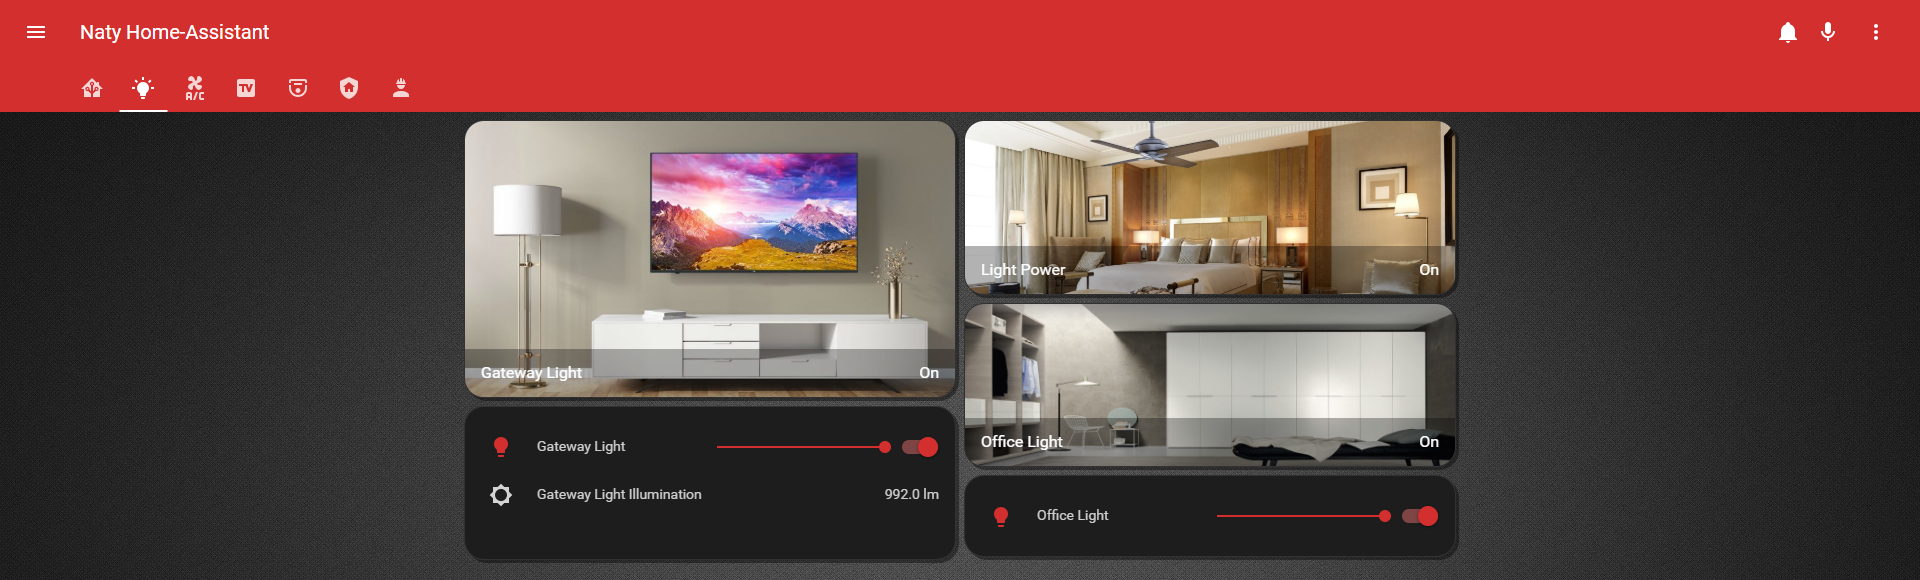 Naty Home-Assistant
A/C
TV
Gateway Light On
Gateway Light
Gateway Light Illumination 992.0 lm
Light Power On
Office Light On
Office Light